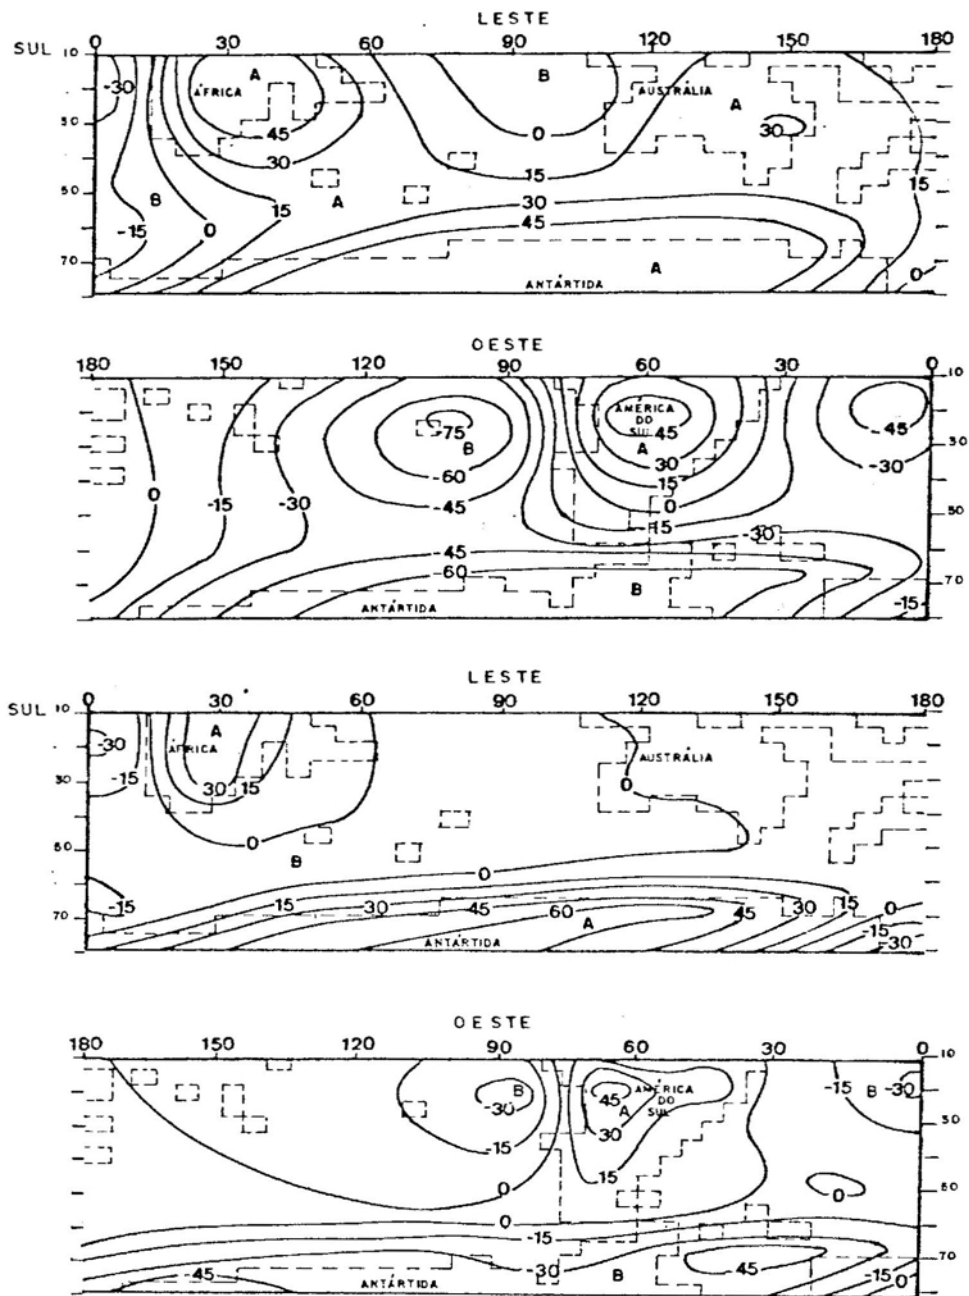 LESTE
SUL 10 0 30 60 90 120 150 180
A B
-30 ÁFRICA AUSTRÁLIA A
30 45 0 30
30
15
50 B 15 A 30 15
-15 0 45
70 A 0
ANTÁRTIDA
OESTE
180 150 120 90 60 30 0 10
AMÉRICA
DO
-75 SUL 45 -45
B A 30
-60 30 -30
15
0 -15 -30 -45 0 50
-15 -30
-45
-60
B 70
ANTÁRTIDA -15
LESTE
0 30 60 90 120 150 180
SUL 10
A
-30 ÁFRICA AUSTRÁLIA
-15 30 15 0
30
0
50 B 0
-15 15 30 45 60 A 45 30 15 0
70 -15
ANTÁRTIDA -30
OESTE
180 150 120 90 60 30 0 10
B 45 AMÉRICA -15 B -30
-30 A DO
SUL
30 30
-15 15
0 0 50
0
-15
-30 B 45 70
-45 -15 0
ANTÁRTIDA